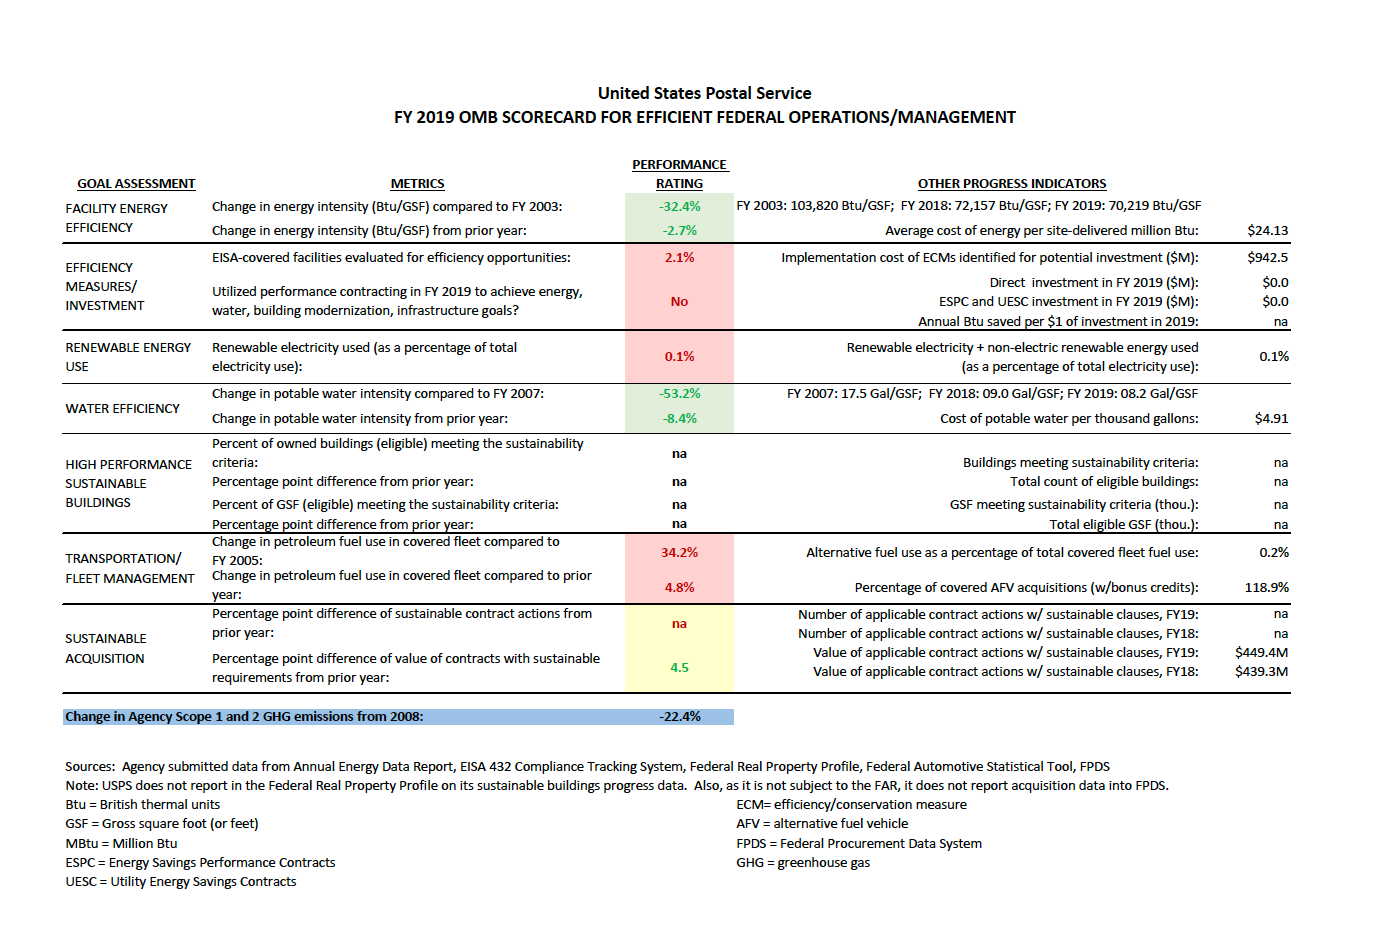 United States Postal Service
FY 2019 OMB SCORECARD FOR EFFICIENT FEDERAL OPERATIONS/MANAGEMENT
GOAL ASSESSMENT METRICS PERFORMANCE RATING OTHER PROGRESS INDICATORS
FACILITY ENERGY EFFICIENCY
Change in energy intensity (Btu/GSF) compared to FY 2003: -32.4% FY 2003: 103,820 Btu/GSF; FY 2018: 72,157 Btu/GSF; FY 2019: 70,219 Btu/GSF
Change in energy intensity (Btu/GSF) from prior year: -2.7% Average cost of energy per site-delivered million Btu: $24.13
EFFICIENCY MEASURES/ INVESTMENT
EISA-covered facilities evaluated for efficiency opportunities: 2.1% Implementation cost of ECMs identified for potential investment ($M): $942.5
Utilized performance contracting in FY 2019 to achieve energy,
water, building modernization, infrastructure goals? No
Direct investment in FY 2019 ($M): $0.0
ESPC and UESC investment in FY 2019 ($M): $0.0
Annual Btu saved per $1 of investment in 2019: na
RENEWABLE ENERGY USE
Renewable electricity used (as a percentage of total
electricity use): 0.1%
Renewable electricity + non-electric renewable energy used
(as a percentage of total electricity use): 0.1%
WATER EFFICIENCY
Change in potable water intensity compared to FY 2007: -53.2% FY 2007: 17.5 Gal/GSF; FY 2018: 09.0 Gal/GSF; FY 2019: 08.2 Gal/GSF
Change in potable water intensity from prior year: -8.4% Cost of potable water per thousand gallons: $4.91
HIGH PERFORMANCE SUSTAINABLE BUILDINGS
Percent of owned buildings (eligible) meeting the sustainability
criteria: na Buildings meeting sustainability criteria: na
Percentage point difference from prior year: na Total count of eligible buildings: na
Percent of GSF (eligible) meeting the sustainability criteria: na GSF meeting sustainability criteria (thou.): na
Percentage point difference from prior year: na Total eligible GSF (thou.): na
TRANSPORTATION/ FLEET MANAGEMENT
Change in petroleum fuel use in covered fleet compared to
FY 2005: 34.2% Alternative fuel use as a percentage of total covered fleet fuel use: 0.2%
Change in petroleum fuel use in covered fleet compared to prior
year: 4.8% Percentage of covered AFV acquisitions (w/bonus credits): 118.9%
SUSTAINABLE ACQUISITION
Percentage point difference of sustainable contract actions from
prior year: na
Number of applicable contract actions w/ sustainable clauses, FY19: na
Number of applicable contract actions w/ sustainable clauses, FY18: na
Percentage point difference of value of contracts with sustainable
requirements from prior year: 4.5
Value of applicable contract actions w/ sustainable clauses, FY19: $449.4M
Value of applicable contract actions w/ sustainable clauses, FY18: $439.3M
Change in Agency Scope 1 and 2 GHG emissions from 2008: -22.4%
Sources: Agency submitted data from Annual Energy Data Report, EISA 432 Compliance Tracking System, Federal Real Property Profile, Federal Automotive Statistical Tool, FPDS
Note: USPS does not report in the Federal Real Property Profile on its sustainable buildings progress data. Also, as it is not subject to the FAR, it does not report acquisition data into FPDS.
Btu = British thermal units
GSF = Gross square foot (or feet)
MBtu = Million Btu
ESPC = Energy Savings Performance Contracts
UESC = Utility Energy Savings Contracts
ECM= efficiency/conservation measure
AFV = alternative fuel vehicle
FPDS = Federal Procurement Data System
GHG = greenhouse gas